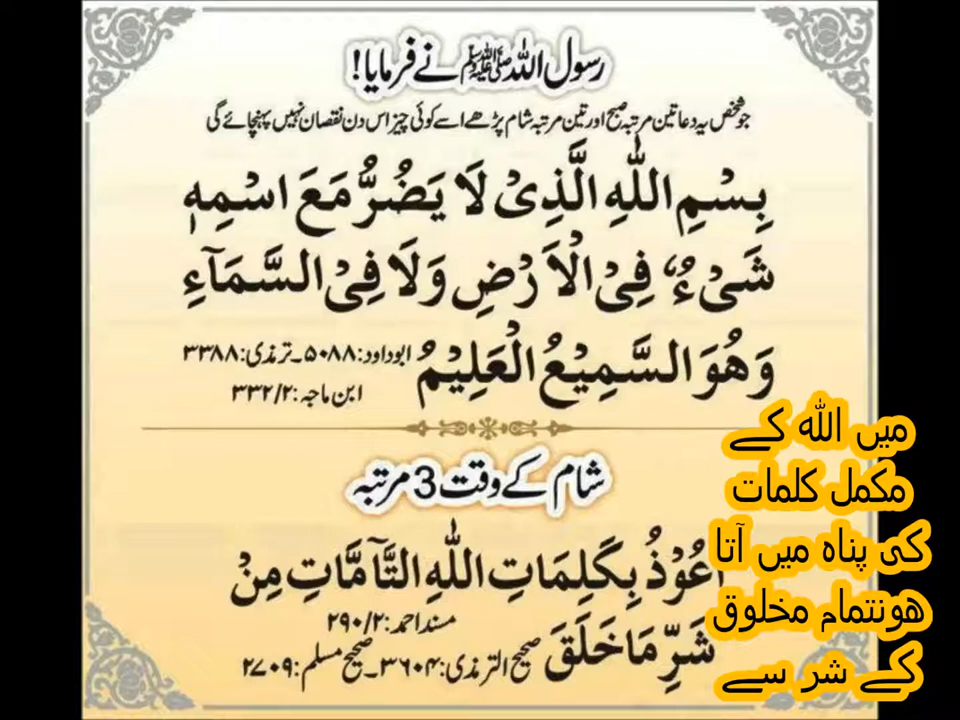 رسول اللہ ﷺ نے فرمایا!
جو شخص یہ دعا تین مرتبہ صبح اور تین مرتبہ شام پڑھے اسے کوئی چیز اس دن نقصان نہیں پہنچائے گی
بِسْمِ اللّٰهِ الَّذِیْ لَا یَضُرُّ مَعَ اسْمِهٖ
شَیْءٌ فِی الْاَرْضِ وَلَا فِی السَّمَآءِ
وَهُوَ السَّمِیْعُ الْعَلِیْمُ
ابو داود: ۵۰۸۸۔ ترمذی: ۳۳۸۸
ابن ماجہ: ۳۳۲/۲
شام کے وقت 3 مرتبہ
اَعُوْذُ بِكَلِمَاتِ اللّٰهِ التَّآمَّاتِ مِنْ
مسند احمد: ۲۹۰/۲
شَرِّ مَا خَلَقَ
صحیح الترمذی: ۳۶۰۴۔ صحیح مسلم: ۲۷۰۹
میں اللہ کے
مکمل کلمات
کی پناہ میں آتا
ھونتمام مخلوق
کے شر سے